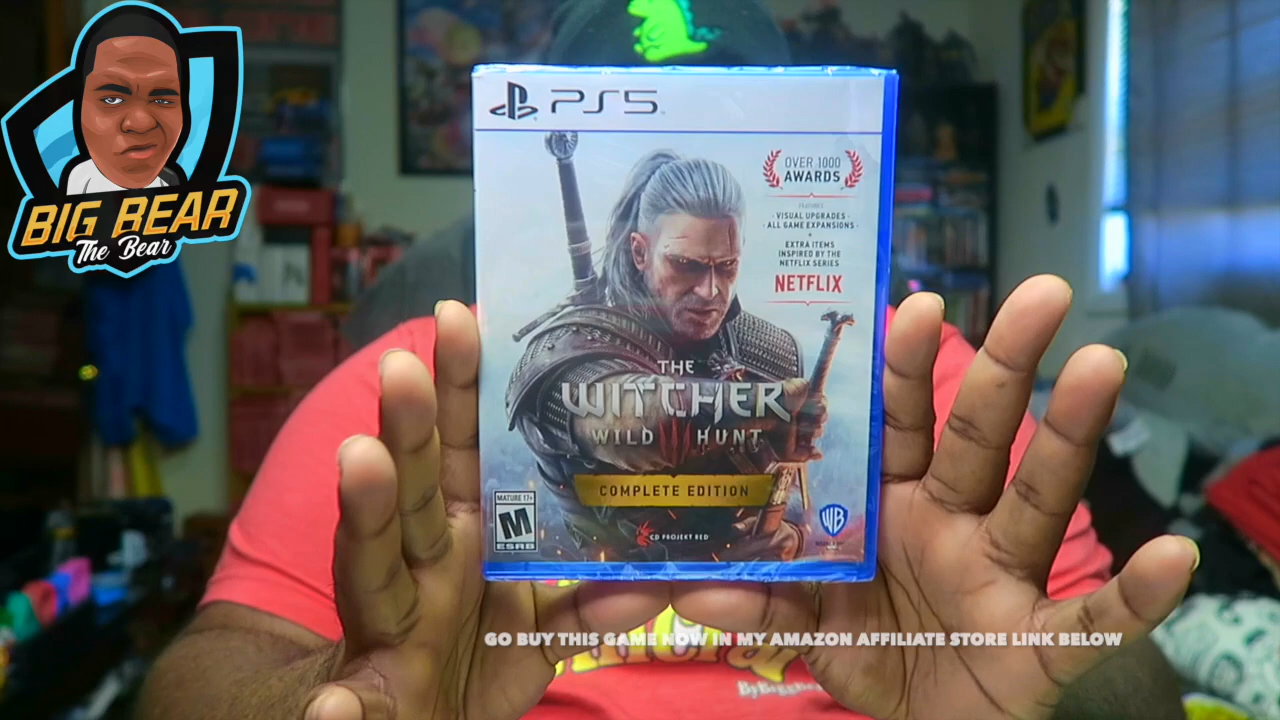 BIG BEAR
The Bear
PS5
OVER 1000
AWARDS
FEATURES
- VISUAL UPGRADES -
- ALL GAME EXPANSIONS -
+
EXTRA ITEMS
INSPIRED BY THE
NETFLIX SERIES
NETFLIX
THE
WITCHER
WILD III HUNT
COMPLETE EDITION
MATURE 17+
M
ESRB
CD PROJEKT RED
WB
GO BUY THIS GAME NOW IN MY AMAZON AFFILIATE STORE LINK BELOW